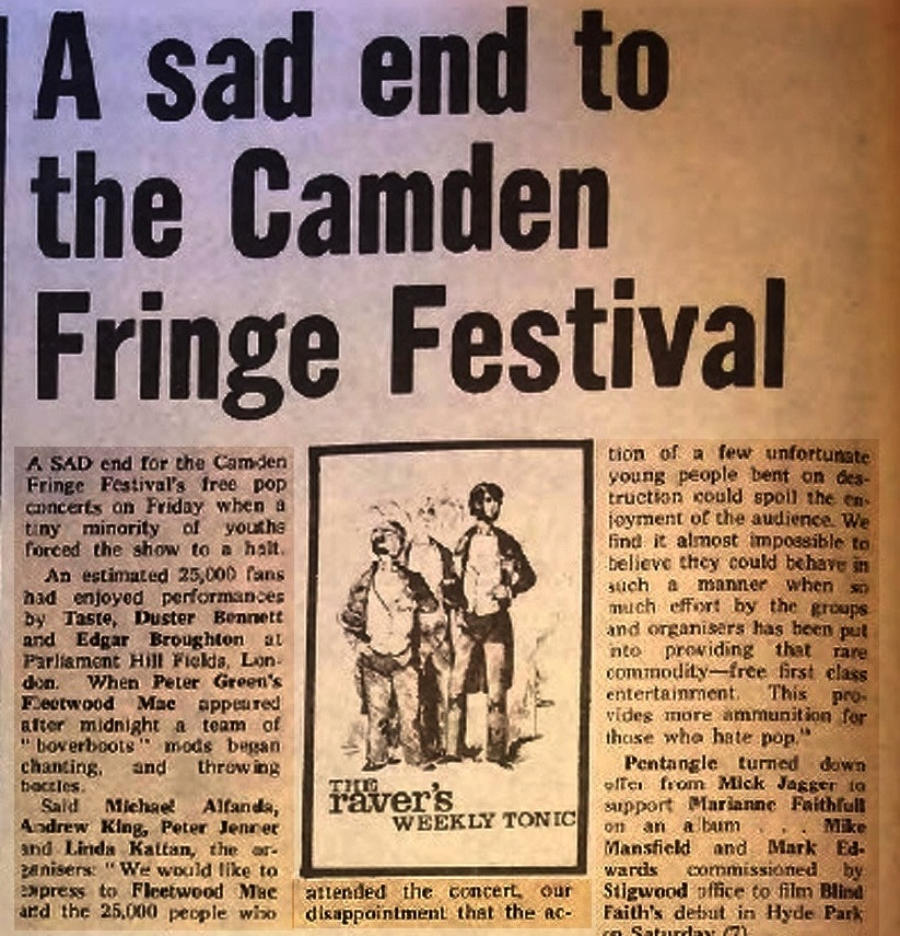 A sad end to
the Camden
Fringe Festival
A SAD end for the Camden
Fringe Festival's free pop
concerts on Friday when a
tiny minority of youths
forced the show to a halt.
An estimated 25,000 fans
had enjoyed performances
by Taste, Duster Bennett
and Edgar Broughton at
Parliament Hill Fields, Lon-
don. When Peter Green's
Fleetwood Mac appeared
after midnight a team of
"boverboots" mods began
chanting, and throwing
bottles.
Said Michael Alfanda,
Andrew King, Peter Jenner
and Linda Kattan, the or-
ganisers: "We would like to
express to Fleetwood Mac
and the 25,000 people who
THE
raver's
WEEKLY TONIC
attended the concert, our
disappointment that the ac-
tion of a few unfortunate
young people bent on des-
truction could spoil the en-
joyment of the audience. We
find it almost impossible to
believe they could behave in
such a manner when so
much effort by the groups
and organisers has been put
into providing that rare
commodity—free first class
entertainment. This pro-
vides more ammunition for
those who hate pop."
Pentangle turned down
offer from Mick Jagger to
support Marianne Faithfull
on an album . . . Mike
Mansfield and Mark Ed-
wards commissioned by
Stigwood office to film Blind
Faith's debut in Hyde Park
on Saturday (7)